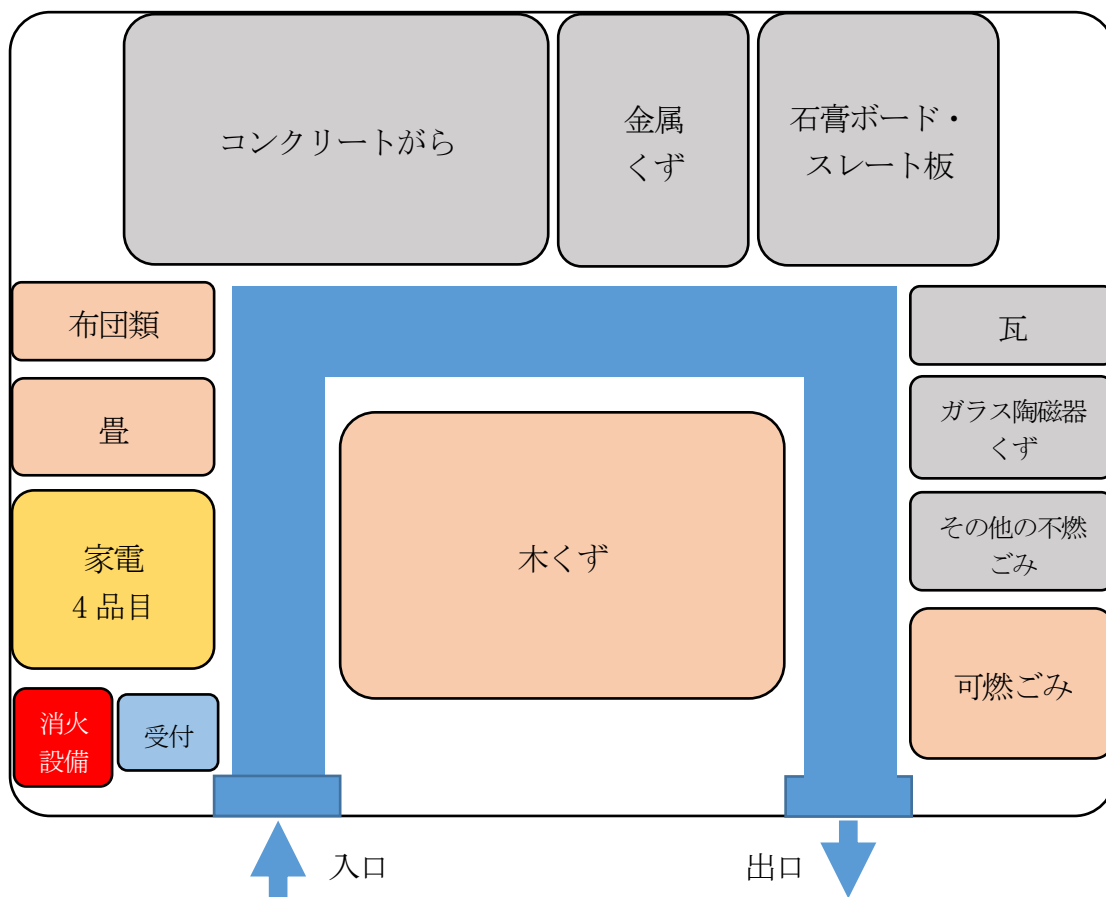 コンクリートがら
金属
くず
石膏ボード・
スレート板
布団類
畳
家電
4品目
消火
設備
受付
木くず
瓦
ガラス陶磁器
くず
その他の不燃
ごみ
可燃ごみ
入口
出口